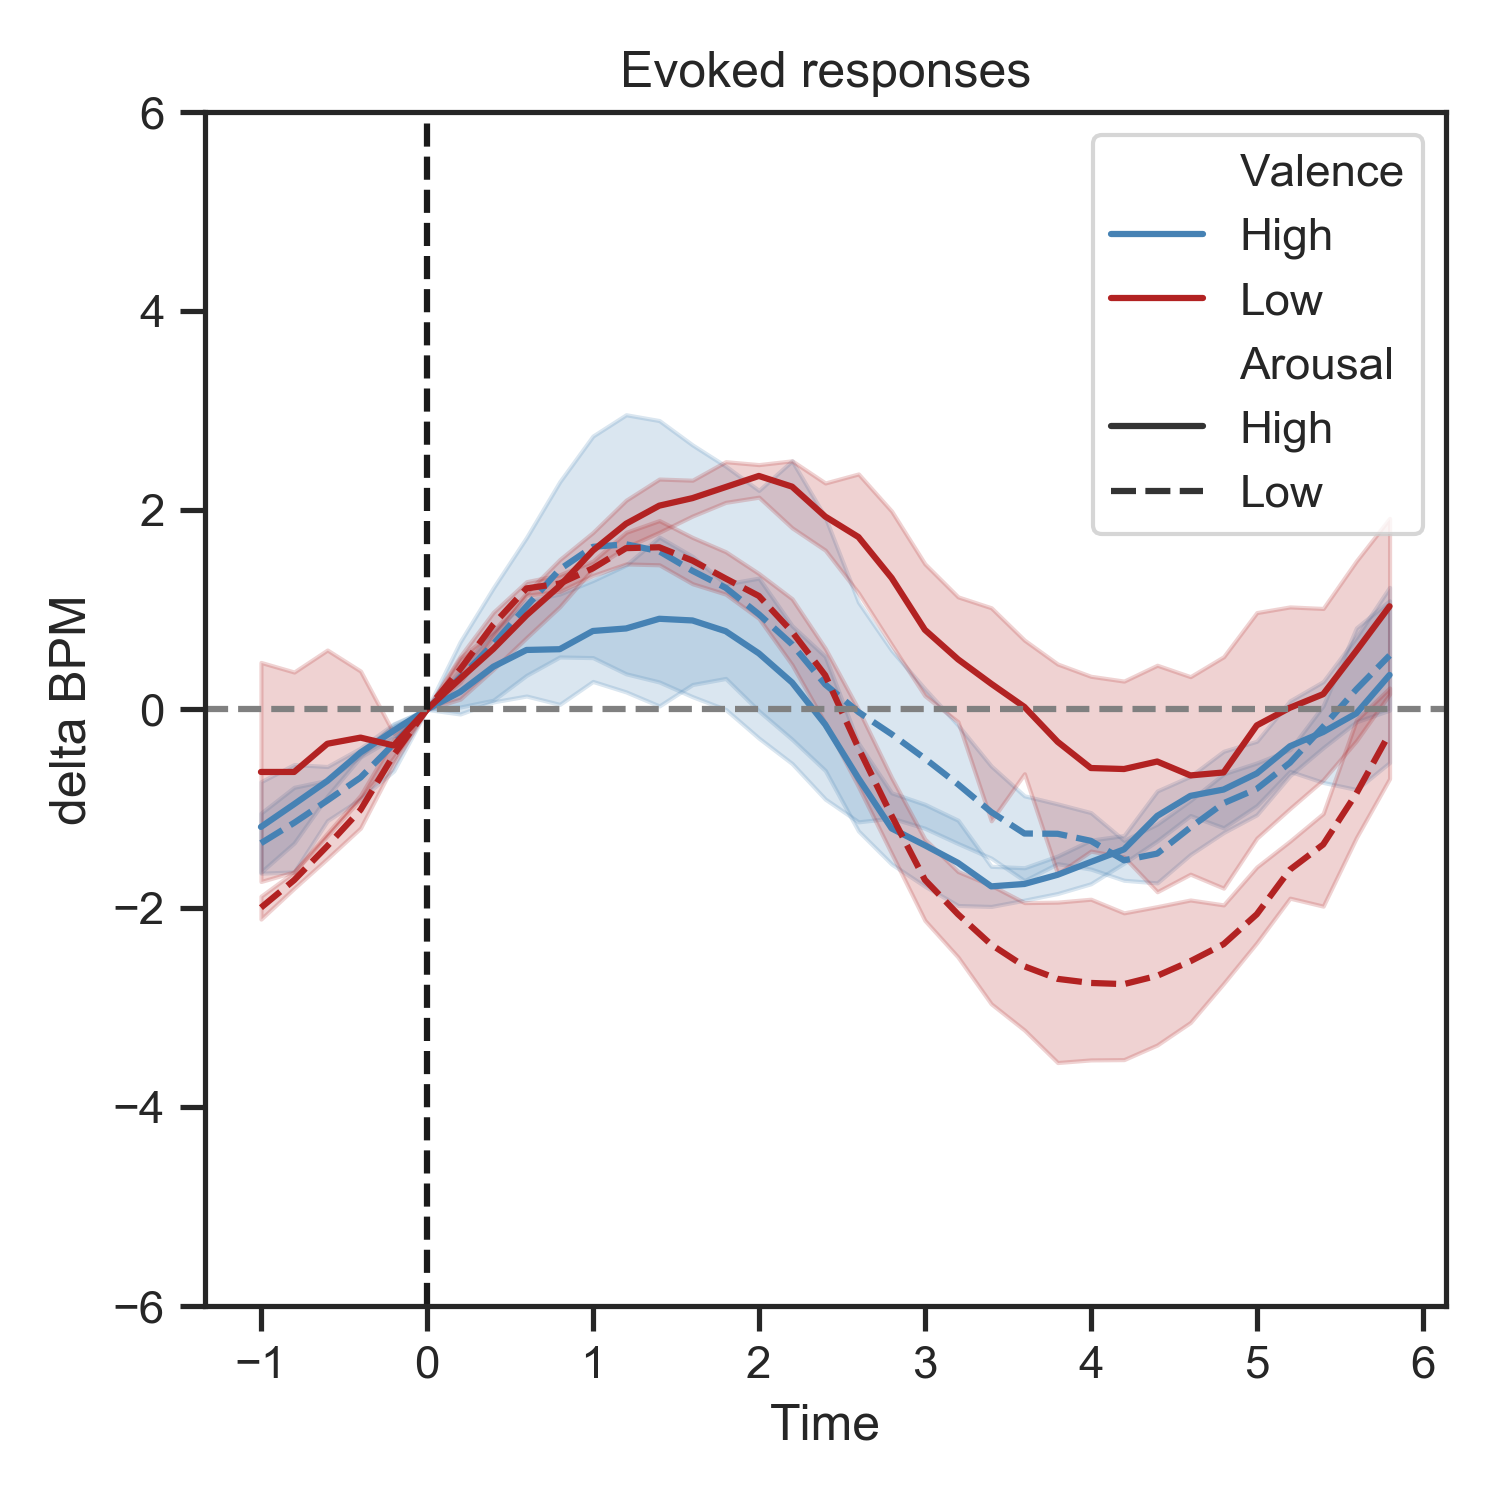 Evoked responses
6
4
2
0
−2
−4
−6
delta BPM
Valence
High
Low
Arousal
High
Low
−1 0 1 2 3 4 5 6
Time